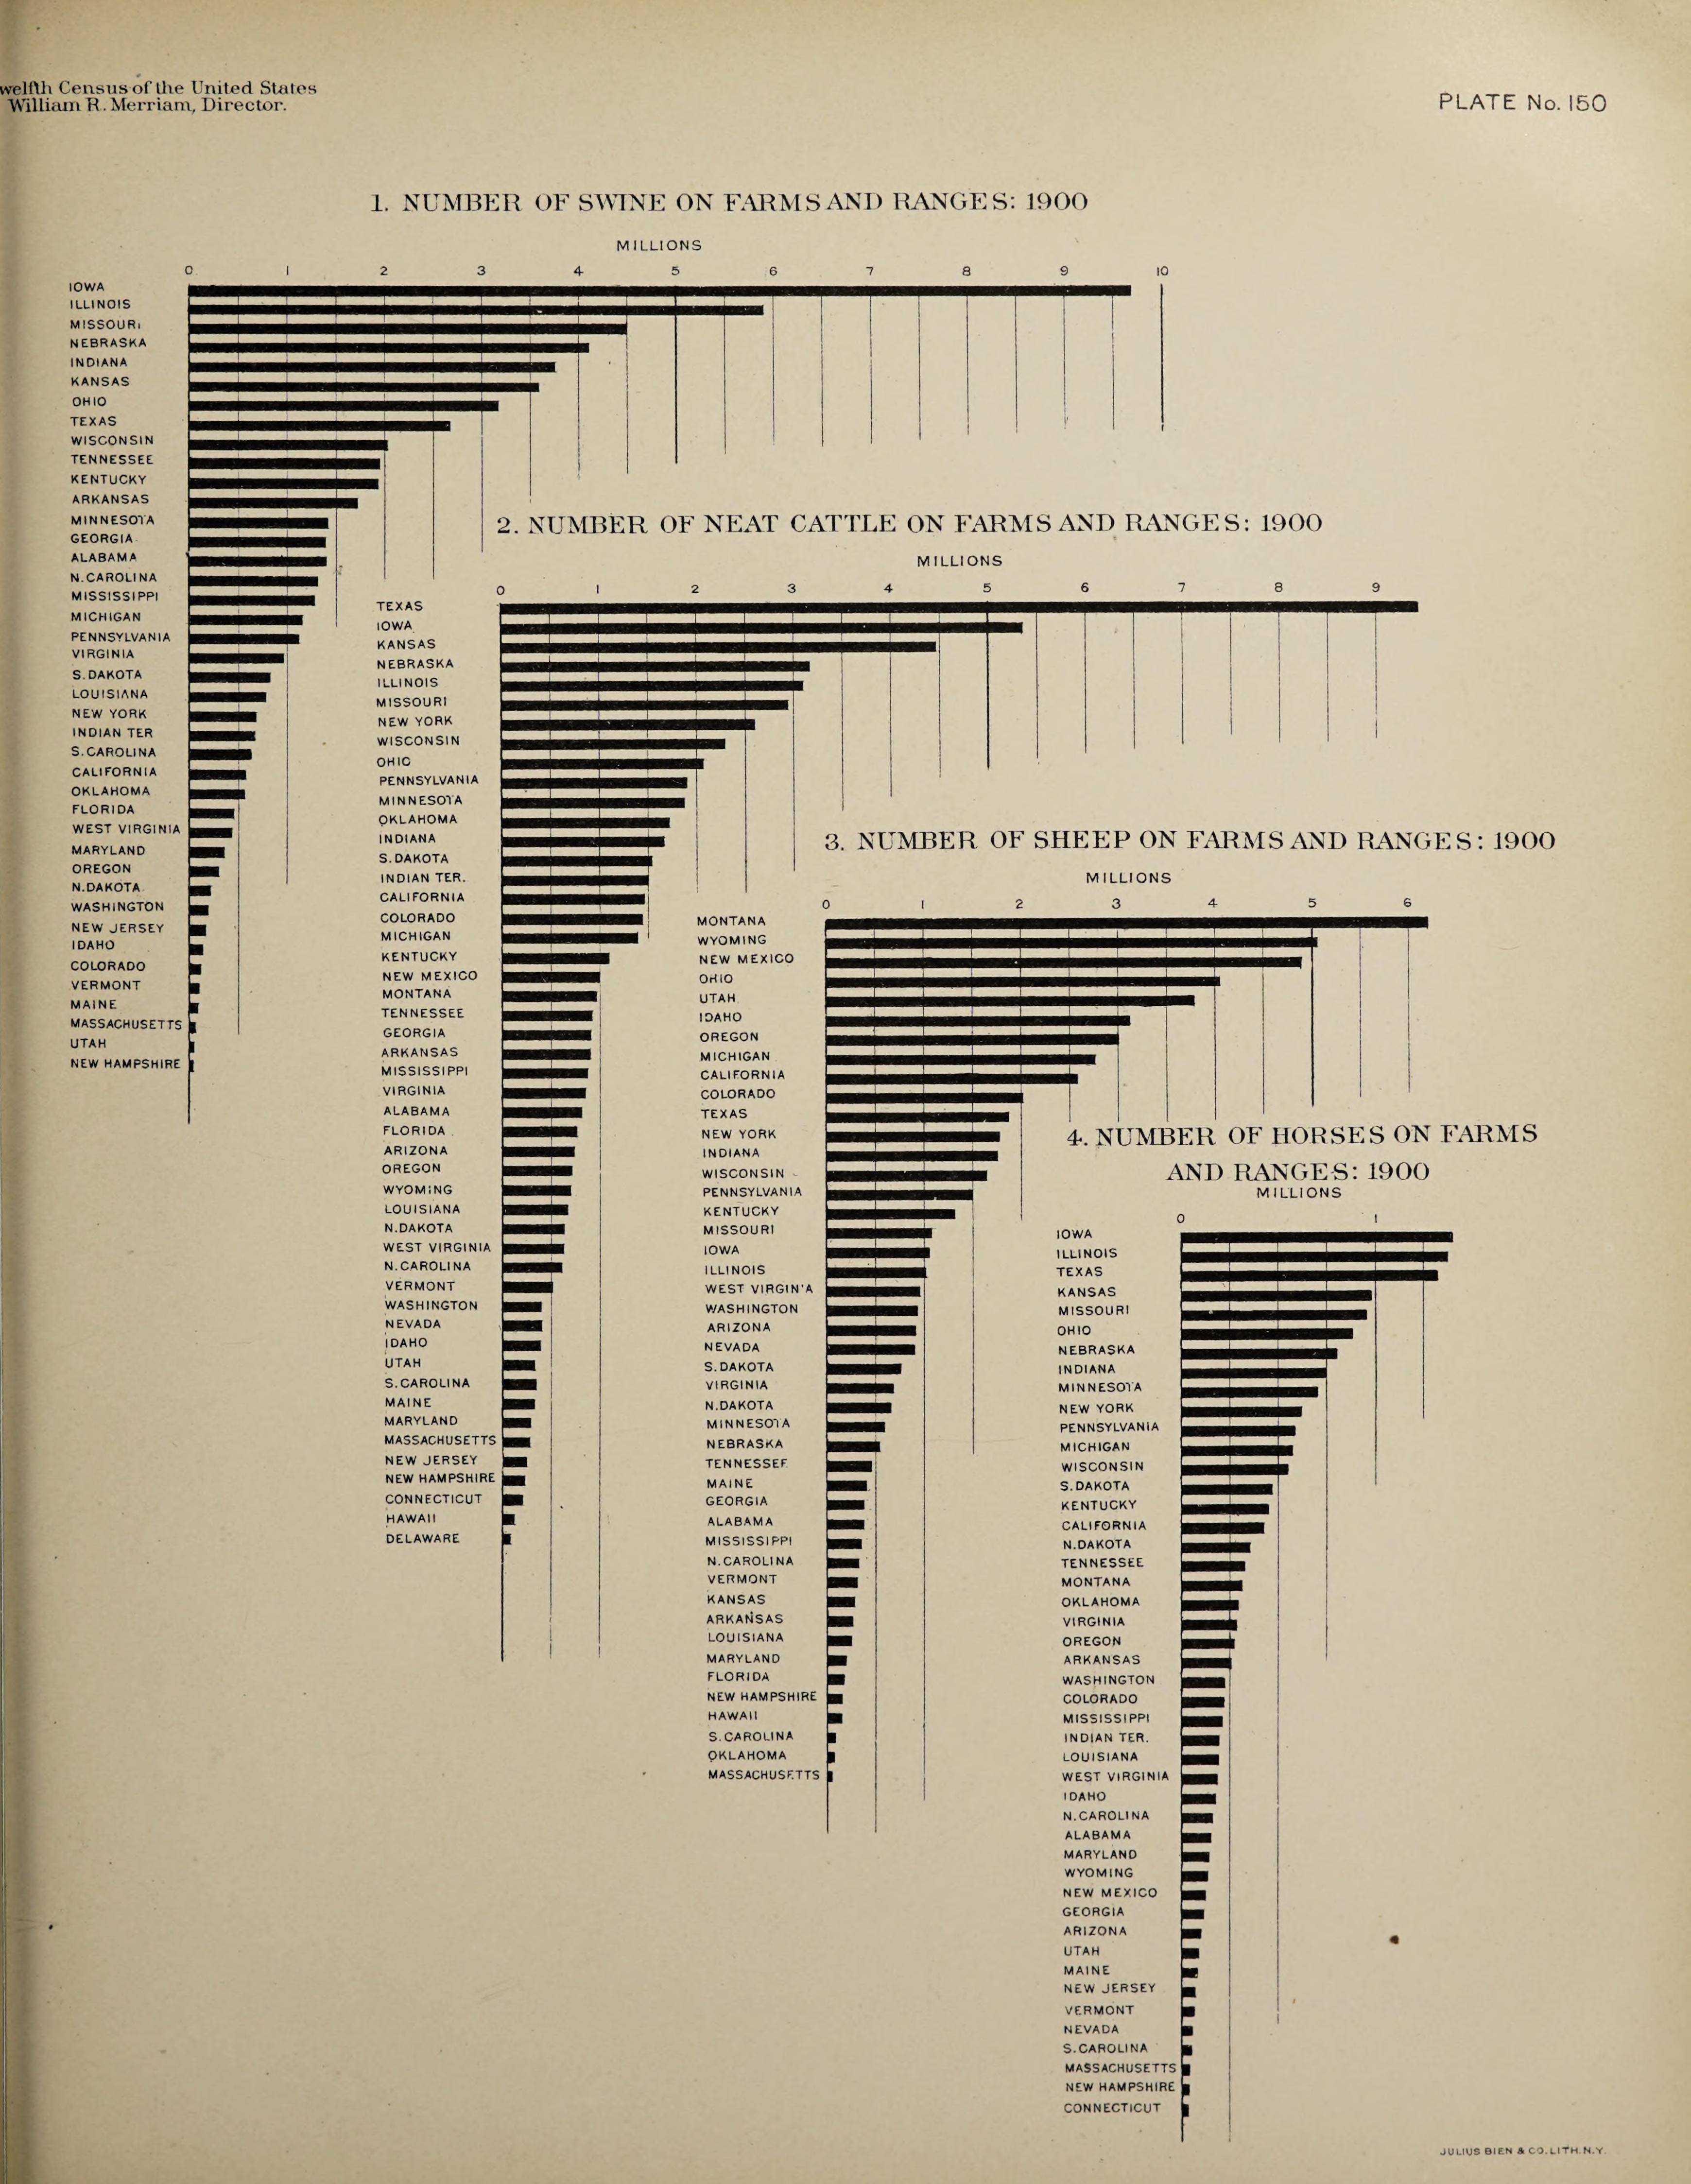 welfth Census of the United States
William R. Merriam, Director.
PLATE No. 150
1. NUMBER OF SWINE ON FARMS AND RANGES: 1900
MILLIONS
0 1 2 3 4 5 6 7 8 9 10
IOWA
ILLINOIS
MISSOURI
NEBRASKA
INDIANA
KANSAS
OHIO
TEXAS
WISCONSIN
TENNESSEE
KENTUCKY
ARKANSAS
MINNESOTA
GEORGIA
ALABAMA
N. CAROLINA
MISSISSIPPI
MICHIGAN
PENNSYLVANIA
VIRGINIA
S. DAKOTA
LOUISIANA
NEW YORK
INDIAN TER
S. CAROLINA
CALIFORNIA
OKLAHOMA
FLORIDA
WEST VIRGINIA
MARYLAND
OREGON
N. DAKOTA
WASHINGTON
NEW JERSEY
IDAHO
COLORADO
VERMONT
MAINE
MASSACHUSETTS
UTAH
NEW HAMPSHIRE
2. NUMBER OF NEAT CATTLE ON FARMS AND RANGES: 1900
MILLIONS
0 1 2 3 4 5 6 7 8 9
TEXAS
IOWA
KANSAS
NEBRASKA
ILLINOIS
MISSOURI
NEW YORK
WISCONSIN
OHIO
PENNSYLVANIA
MINNESOTA
OKLAHOMA
INDIANA
S. DAKOTA
INDIAN TER.
CALIFORNIA
COLORADO
MICHIGAN
KENTUCKY
NEW MEXICO
MONTANA
TENNESSEE
GEORGIA
ARKANSAS
MISSISSIPPI
VIRGINIA
ALABAMA
FLORIDA
ARIZONA
OREGON
WYOMING
LOUISIANA
N. DAKOTA
WEST VIRGINIA
N. CAROLINA
VERMONT
WASHINGTON
NEVADA
IDAHO
UTAH
S. CAROLINA
MAINE
MARYLAND
MASSACHUSETTS
NEW JERSEY
NEW HAMPSHIRE
CONNECTICUT
HAWAII
DELAWARE
3. NUMBER OF SHEEP ON FARMS AND RANGES: 1900
MILLIONS
0 1 2 3 4 5 6
MONTANA
WYOMING
NEW MEXICO
OHIO
UTAH
IDAHO
OREGON
MICHIGAN
CALIFORNIA
COLORADO
TEXAS
NEW YORK
INDIANA
WISCONSIN
PENNSYLVANIA
KENTUCKY
MISSOURI
IOWA
ILLINOIS
WEST VIRGIN'A
WASHINGTON
ARIZONA
NEVADA
S. DAKOTA
VIRGINIA
N. DAKOTA
MINNESOTA
NEBRASKA
TENNESSEE
MAINE
GEORGIA
ALABAMA
MISSISSIPPI
N. CAROLINA
VERMONT
KANSAS
ARKANSAS
LOUISIANA
MARYLAND
FLORIDA
NEW HAMPSHIRE
HAWAII
S. CAROLINA
OKLAHOMA
MASSACHUSETTS
4. NUMBER OF HORSES ON FARMS
AND RANGES: 1900
MILLIONS
0 1
IOWA
ILLINOIS
TEXAS
KANSAS
MISSOURI
OHIO
NEBRASKA
INDIANA
MINNESOTA
NEW YORK
PENNSYLVANIA
MICHIGAN
WISCONSIN
S. DAKOTA
KENTUCKY
CALIFORNIA
N. DAKOTA
TENNESSEE
MONTANA
OKLAHOMA
VIRGINIA
OREGON
ARKANSAS
WASHINGTON
COLORADO
MISSISSIPPI
INDIAN TER.
LOUISIANA
WEST VIRGINIA
IDAHO
N. CAROLINA
ALABAMA
MARYLAND
WYOMING
NEW MEXICO
GEORGIA
ARIZONA
UTAH
MAINE
NEW JERSEY
VERMONT
NEVADA
S. CAROLINA
MASSACHUSETTS
NEW HAMPSHIRE
CONNECTICUT
JULIUS BIEN & CO. LITH. N.Y.